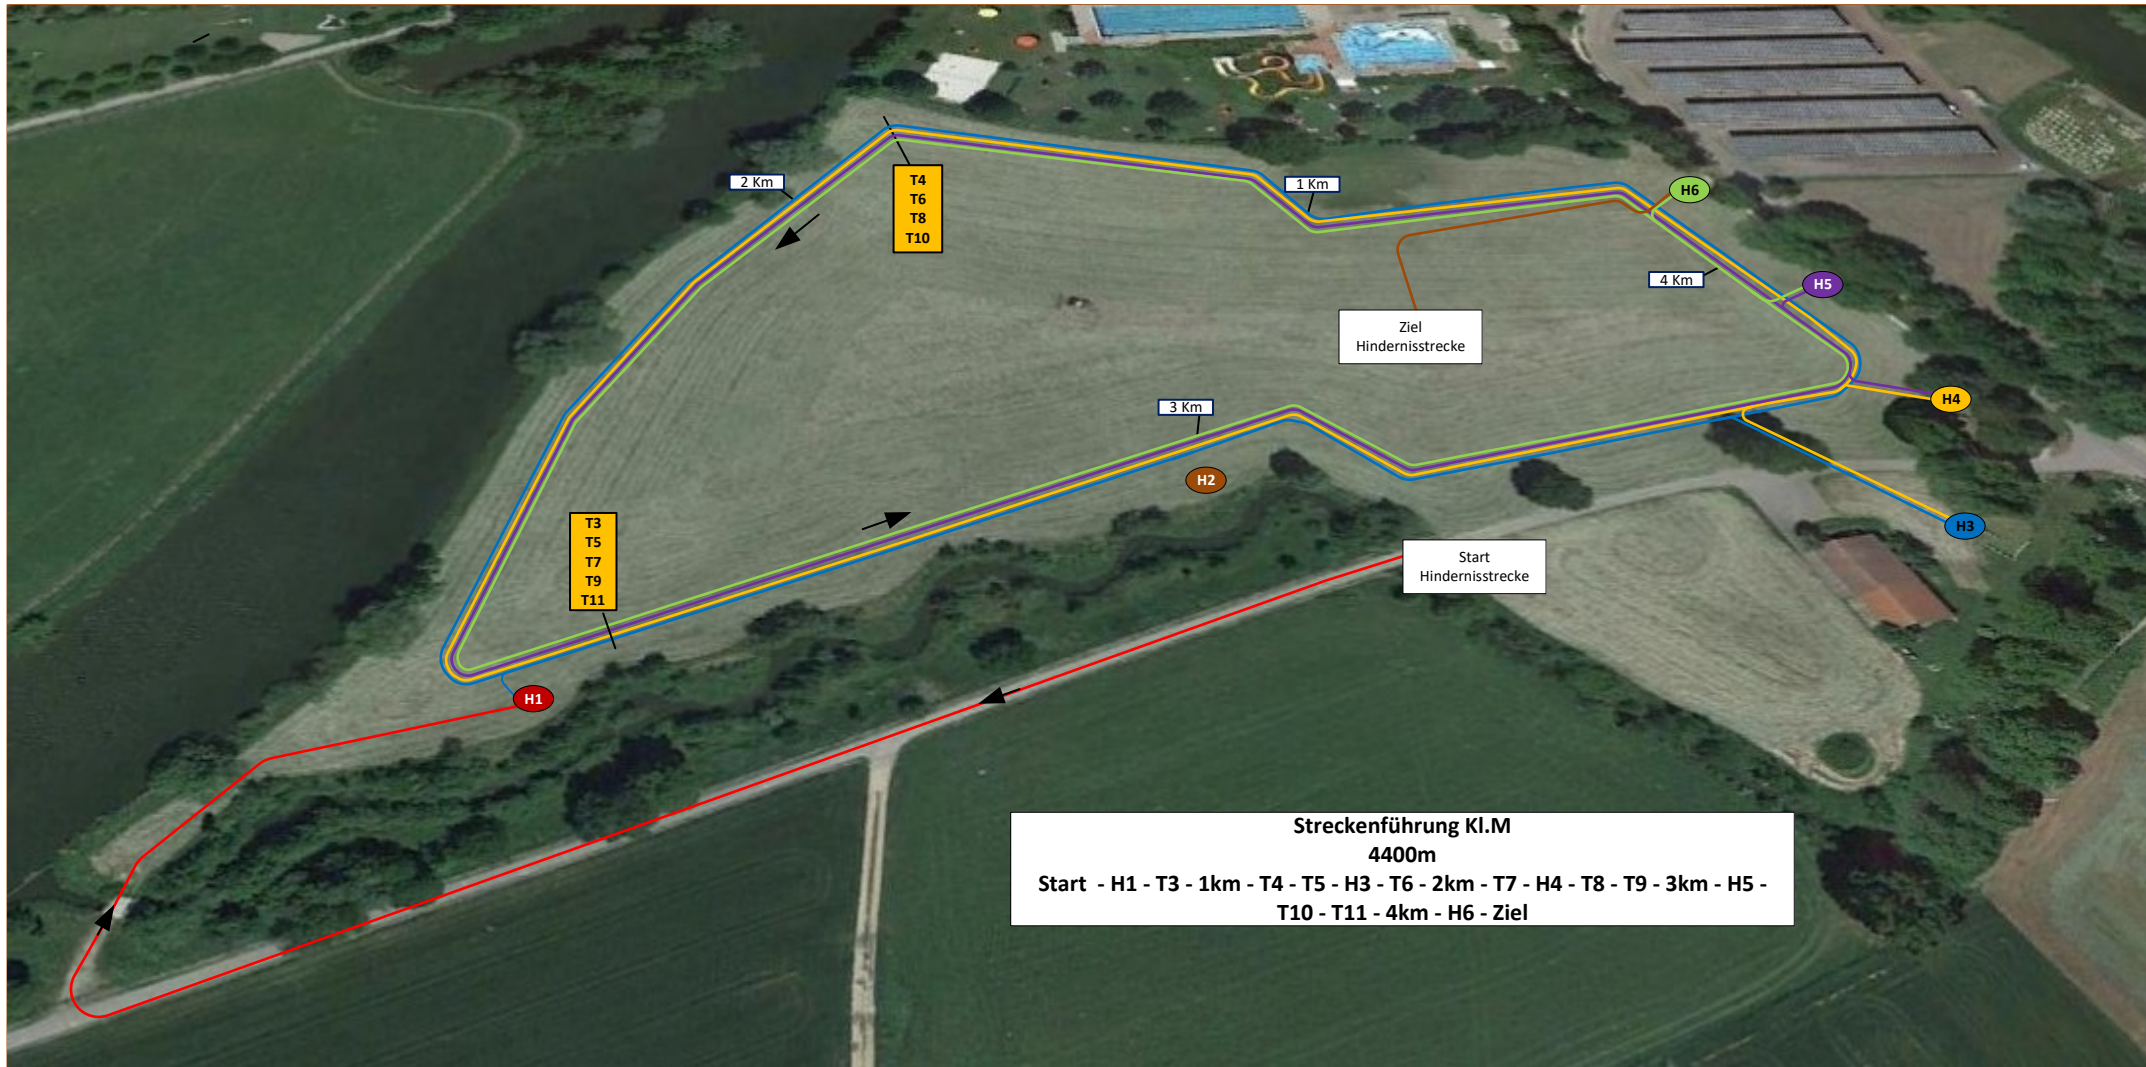 2 Km
T4
T6
T8
T10
1 Km
H6
4 Km
H5
Ziel
Hindernisstrecke
H4
3 Km
H2
T3
T5
T7
T9
T11
H3
Start
Hindernisstrecke
H1
Streckenführung Kl.M
4400m
Start - H1 - T3 - 1km - T4 - T5 - H3 - T6 - 2km - T7 - H4 - T8 - T9 - 3km - H5 -
T10 - T11 - 4km - H6 - Ziel